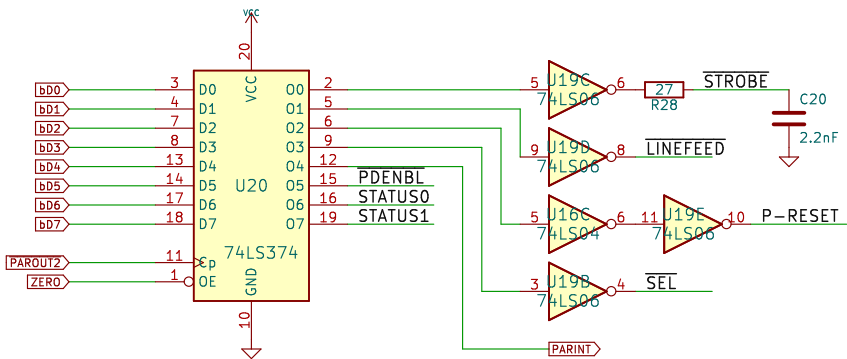 VCC
20
VCC
bD0 3 D0 O0 2
bD1 4 D1 O1 5
bD2 7 D2 O2 6
bD3 8 D3 O3 9
bD4 13 D4 O4 12
bD5 14 D5 O5 15 PDENBL
bD6 17 D6 O6 16 STATUS0
bD7 18 D7 O7 19 STATUS1
U20
74LS374
PAROUT2 11 Cp
ZERO 1 OE
GND
10
5 U19C 6
74LS06
27
R28
STROBE
C20
2.2nF
9 U19D 8
74LS06
LINEFEED
5 U16C 6
74LS04
11 U19E 10
74LS06
P-RESET
3 U19B 4
74LS06
SEL
PARINT